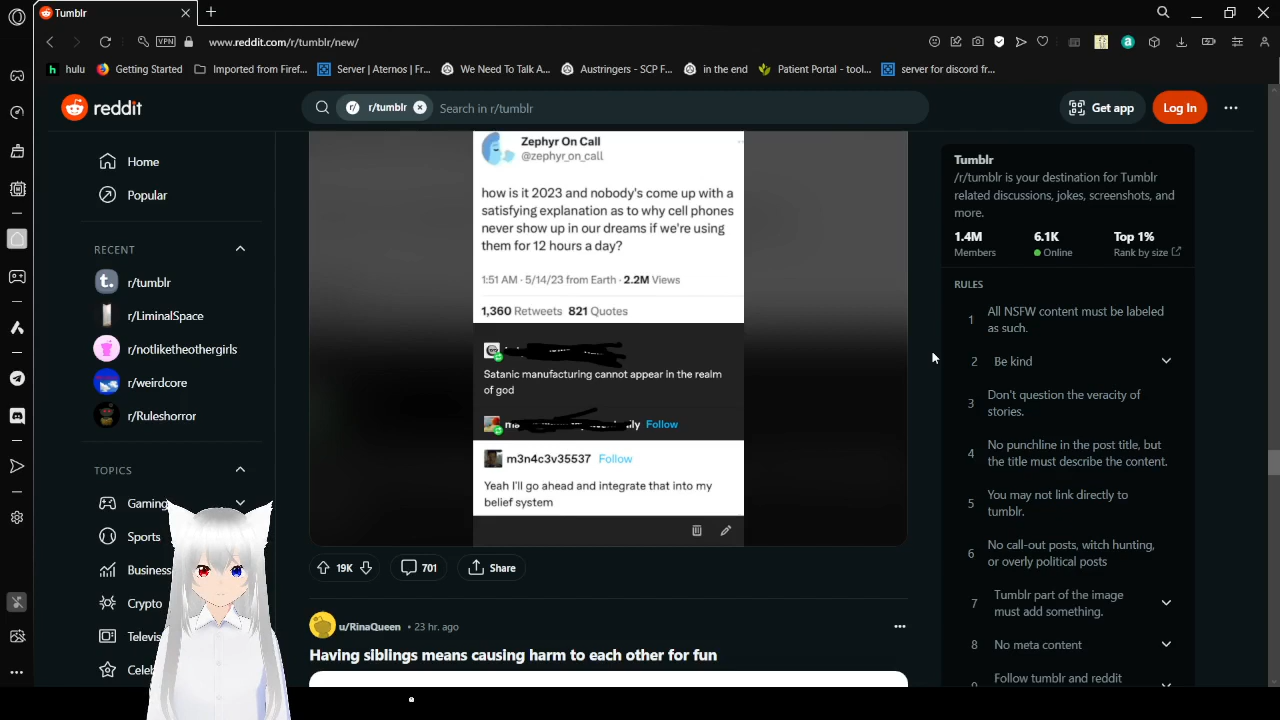 Tumblr
VPN
www.reddit.com/r/tumblr/new/
h hulu
Getting Started
Imported from Firef...
Server | Aternos | Fr...
We Need To Talk A...
Austringers - SCP F...
in the end
Patient Portal - tool...
server for discord fr...
reddit
r/ r/tumblr
Search in r/tumblr
Get app
Log In
Home
Popular
RECENT
r/tumblr
r/LiminalSpace
r/notliketheothergirls
r/weirdcore
r/Ruleshorror
TOPICS
Gaming
Sports
Business
Crypto
Televi
Celeb
Zephyr On Call
@zephyr_on_call
how is it 2023 and nobody's come up with a
satisfying explanation as to why cell phones
never show up in our dreams if we're using
them for 12 hours a day?
1:51 AM · 5/14/23 from Earth · 2.2M Views
1,360 Retweets 821 Quotes
Satanic manufacturing cannot appear in the realm
of god
Follow
m3n4c3v35537 Follow
Yeah I'll go ahead and integrate that into my
belief system
19K
701
Share
u/RinaQueen • 23 hr. ago
Having siblings means causing harm to each other for fun
Tumblr
/r/tumblr is your destination for Tumblr
related discussions, jokes, screenshots, and
more.
1.4M 6.1K Top 1%
Members Online Rank by size
RULES
1 All NSFW content must be labeled
as such.
2 Be kind
3 Don't question the veracity of
stories.
4 No punchline in the post title, but
the title must describe the content.
5 You may not link directly to
tumblr.
6 No call-out posts, witch hunting,
or overly political posts
7 Tumblr part of the image
must add something.
8 No meta content
Follow tumblr and reddit